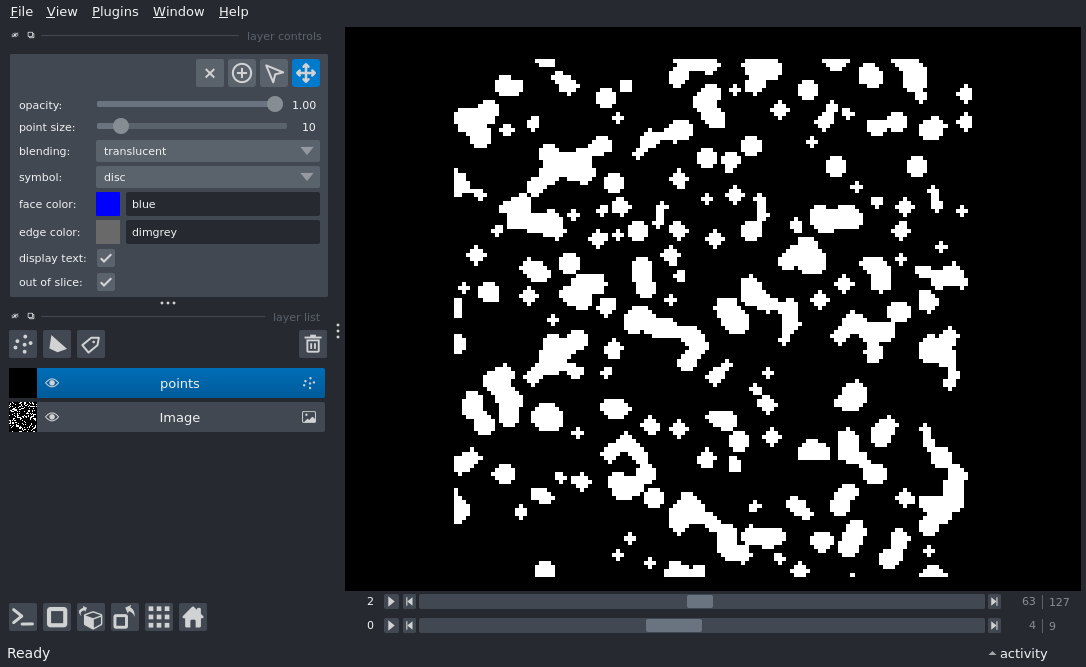 File View Plugins Window Help
layer controls
opacity: 1.00
point size: 10
blending: translucent
symbol: disc
face color: blue
edge color: dimgrey
display text:
out of slice:
layer list
points
Image
2 63 127
0 4 9
Ready activity